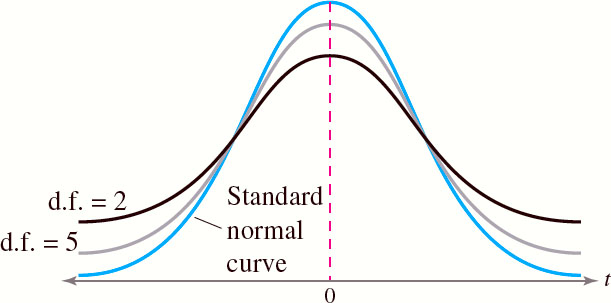 d.f. = 2
d.f. = 5
Standard
normal
curve
t
0